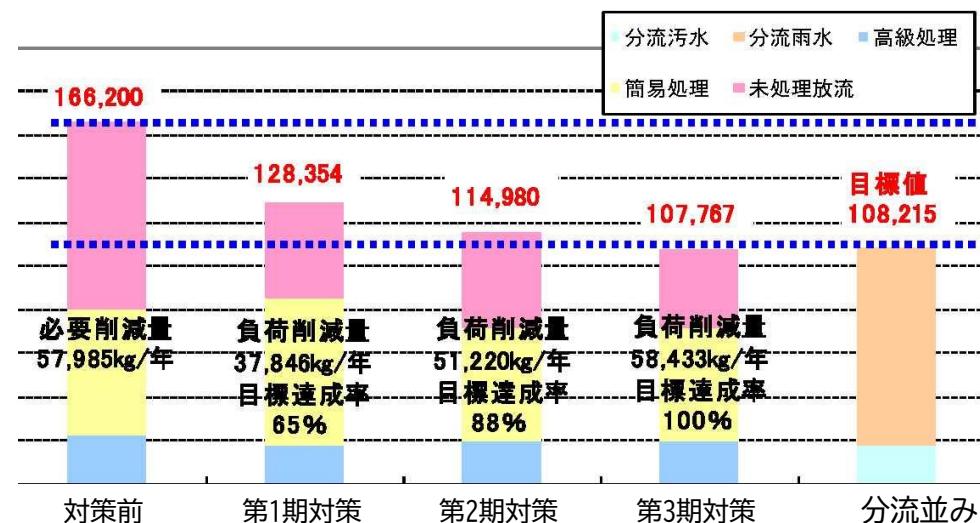 分流汚水 分流雨水 高級処理
簡易処理 未処理放流
166,200
128,354
114,980
107,767
目標値
108,215
必要削減量
57,985kg/年
負荷削減量
37,846kg/年
目標達成率
65%
負荷削減量
51,220kg/年
目標達成率
88%
負荷削減量
58,433kg/年
目標達成率
100%
対策前 第1期対策 第2期対策 第3期対策 分流並み